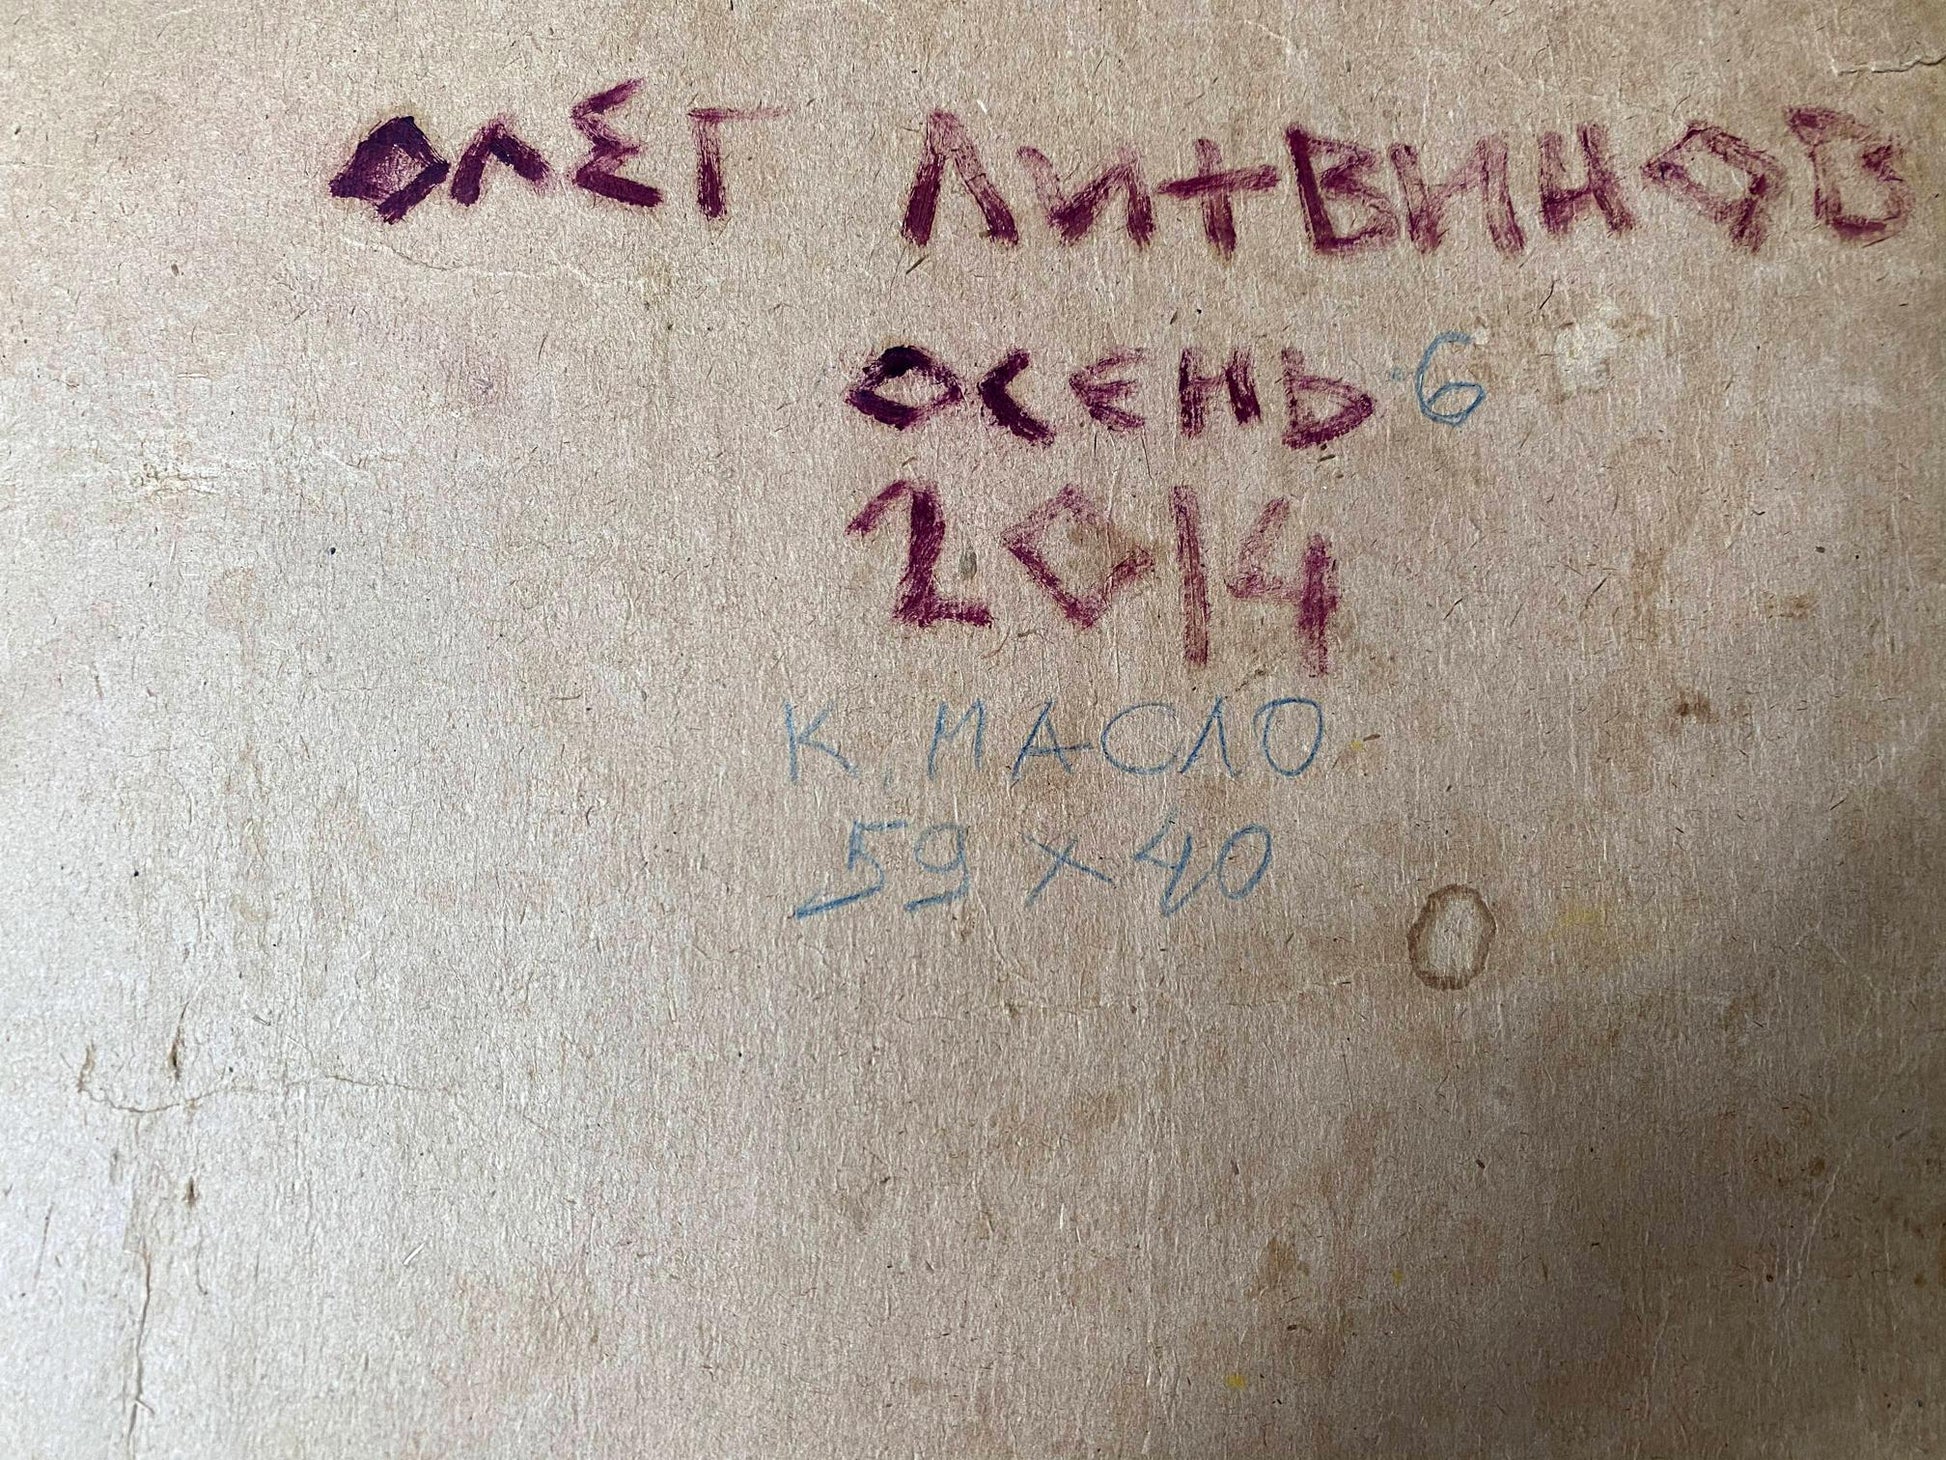 ОЛЕГ ЛИТВИНОВ
ОСЕНЬ-6
2014
К, МАСЛО
59 х 40